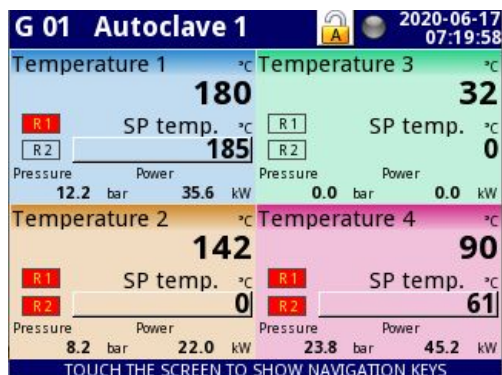 G 01 Autoclave 1
A
2020-06-17
07:19:58
Temperature 1 °C
180
R1 SP temp. °C
R2 185
Pressure Power
12.2 bar 35.6 kW
Temperature 3 °C
32
R1 SP temp. °C
R2 0
Pressure Power
0.0 bar 0.0 kW
Temperature 2 °C
142
R1 SP temp. °C
R2 0
Pressure Power
8.2 bar 22.0 kW
Temperature 4 °C
90
R1 SP temp. °C
R2 61
Pressure Power
23.8 bar 45.2 kW
TOUCH THE SCREEN TO SHOW NAVIGATION KEYS